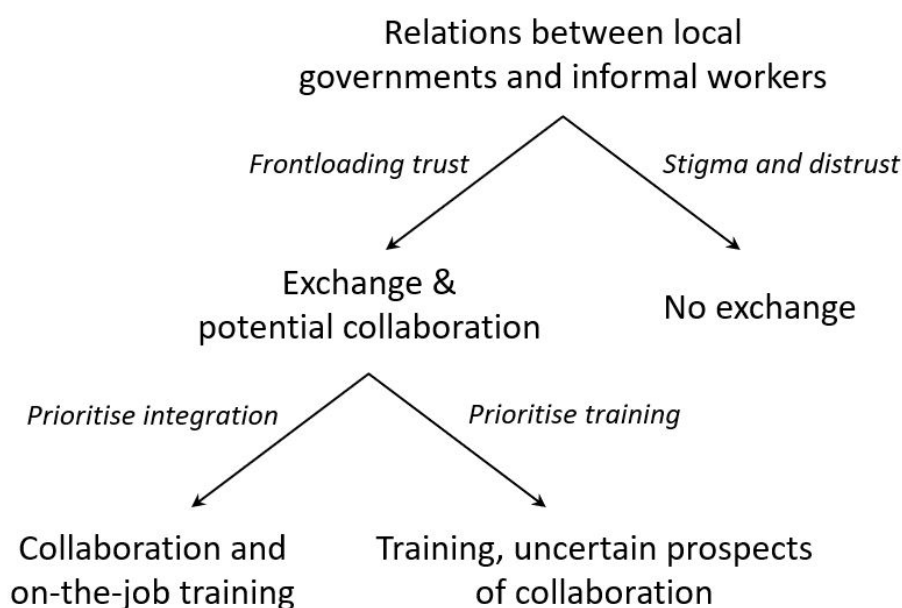 Relations between local
governments and informal workers
Frontloading trust
Stigma and distrust
Exchange &
potential collaboration
No exchange
Prioritise integration
Prioritise training
Collaboration and
on-the-job training
Training, uncertain prospects
of collaboration